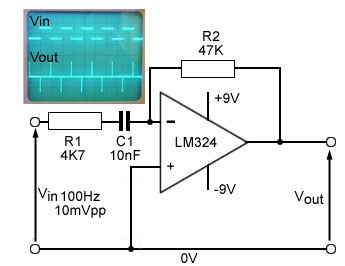 Vin
Vout
R2
47K
+9V
R1
4K7
C1
10nF
−
LM324
+
-9V
Vin 100Hz
10mVpp
Vout
0V